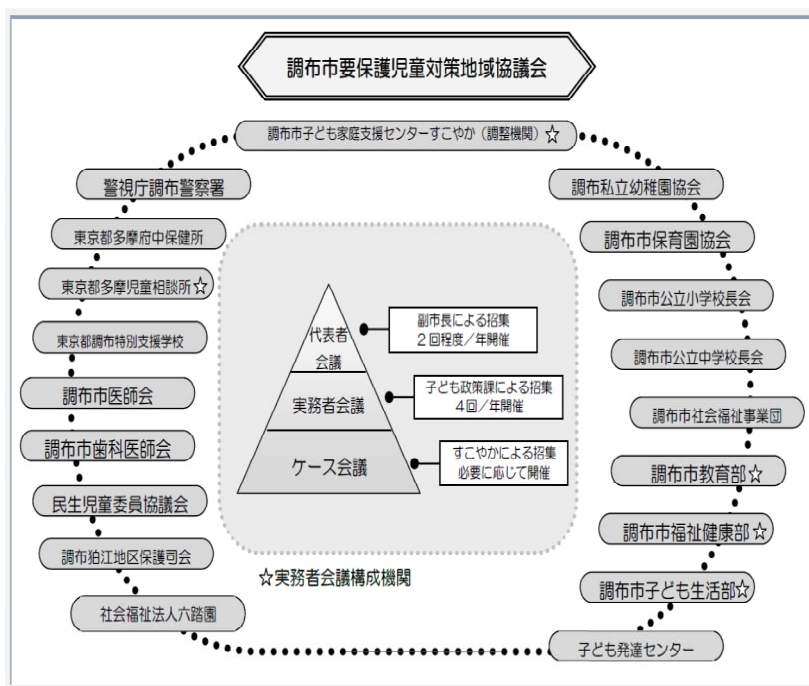 調布市要保護児童対策地域協議会
調布市子ども家庭支援センターすこやか（調整機関）☆
警視庁調布警察署
東京都多摩府中保健所
東京都多摩児童相談所☆
東京都調布特別支援学校
調布市医師会
調布市歯科医師会
民生児童委員協議会
調布狛江地区保護司会
社会福祉法人六踏園
代表者
会議
実務者会議
ケース会議
副市長による招集
２回程度／年開催
子ども政策課による招集
４回／年開催
すこやかによる招集
必要に応じて開催
☆実務者会議構成機関
調布私立幼稚園協会
調布市保育園協会
調布市公立小学校長会
調布市公立中学校長会
調布市社会福祉事業団
調布市教育部☆
調布市福祉健康部☆
調布市子ども生活部☆
子ども発達センター